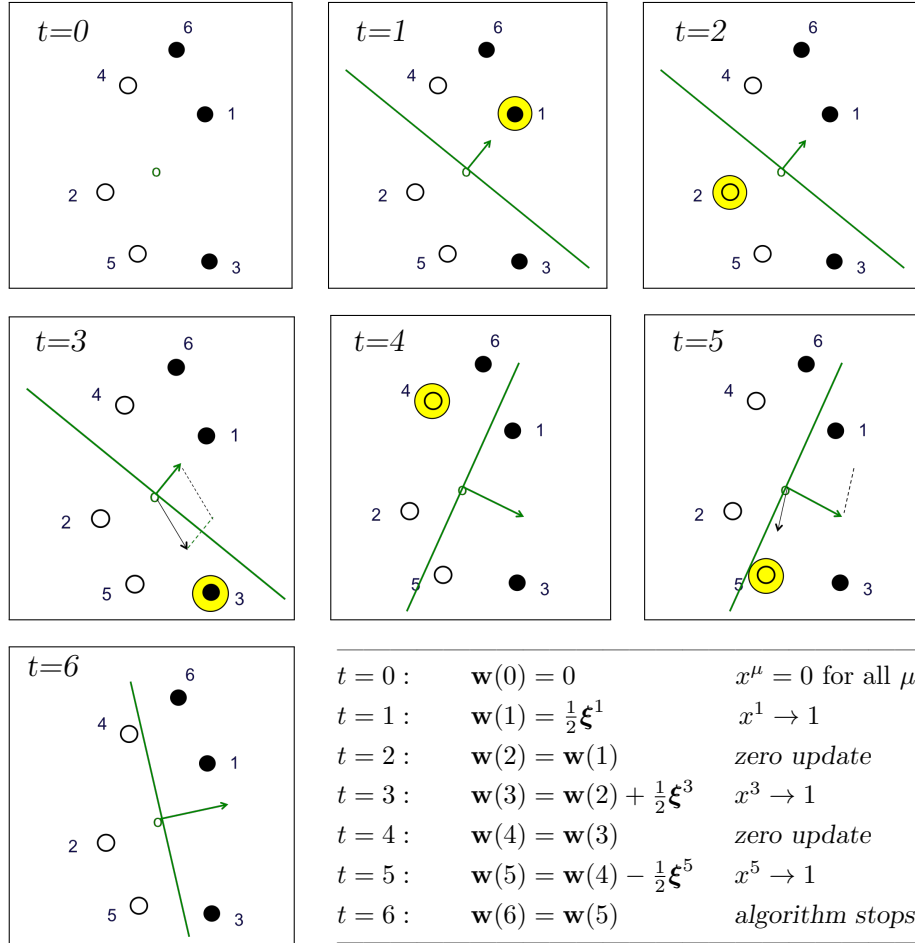 t=0
6
4
1
o
2
5
3
t=1
6
4
1
o
2
5
3
t=2
6
4
1
o
2
5
3
t=3
6
4
1
o
2
5
3
t=4
6
4
1
o
2
5
3
t=5
6
4
1
o
2
5
3
t=6
6
4
1
o
2
5
3
t = 0 : w(0) = 0 x^μ = 0 for all μ
t = 1 : w(1) = ½ξ¹ x¹ → 1
t = 2 : w(2) = w(1) zero update
t = 3 : w(3) = w(2) + ½ξ³ x³ → 1
t = 4 : w(4) = w(3) zero update
t = 5 : w(5) = w(4) − ½ξ⁵ x⁵ → 1
t = 6 : w(6) = w(5) algorithm stops